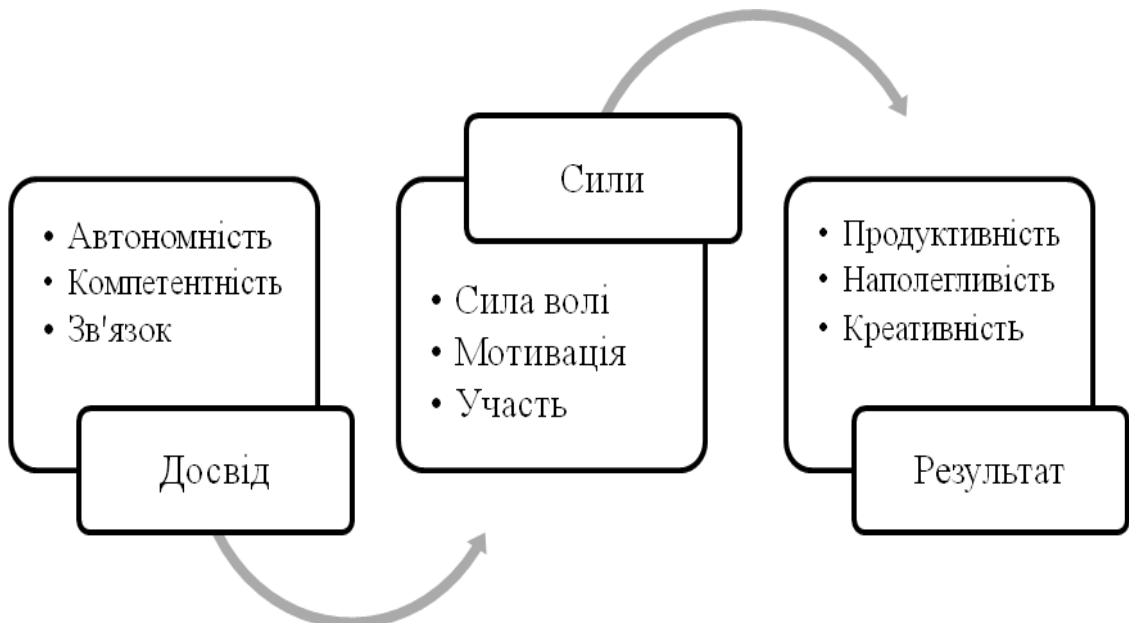 • Автономність
• Компетентність
• Зв'язок
Досвід
Сили
• Сила волі
• Мотивація
• Участь
• Продуктивність
• Наполегливість
• Креативність
Результат